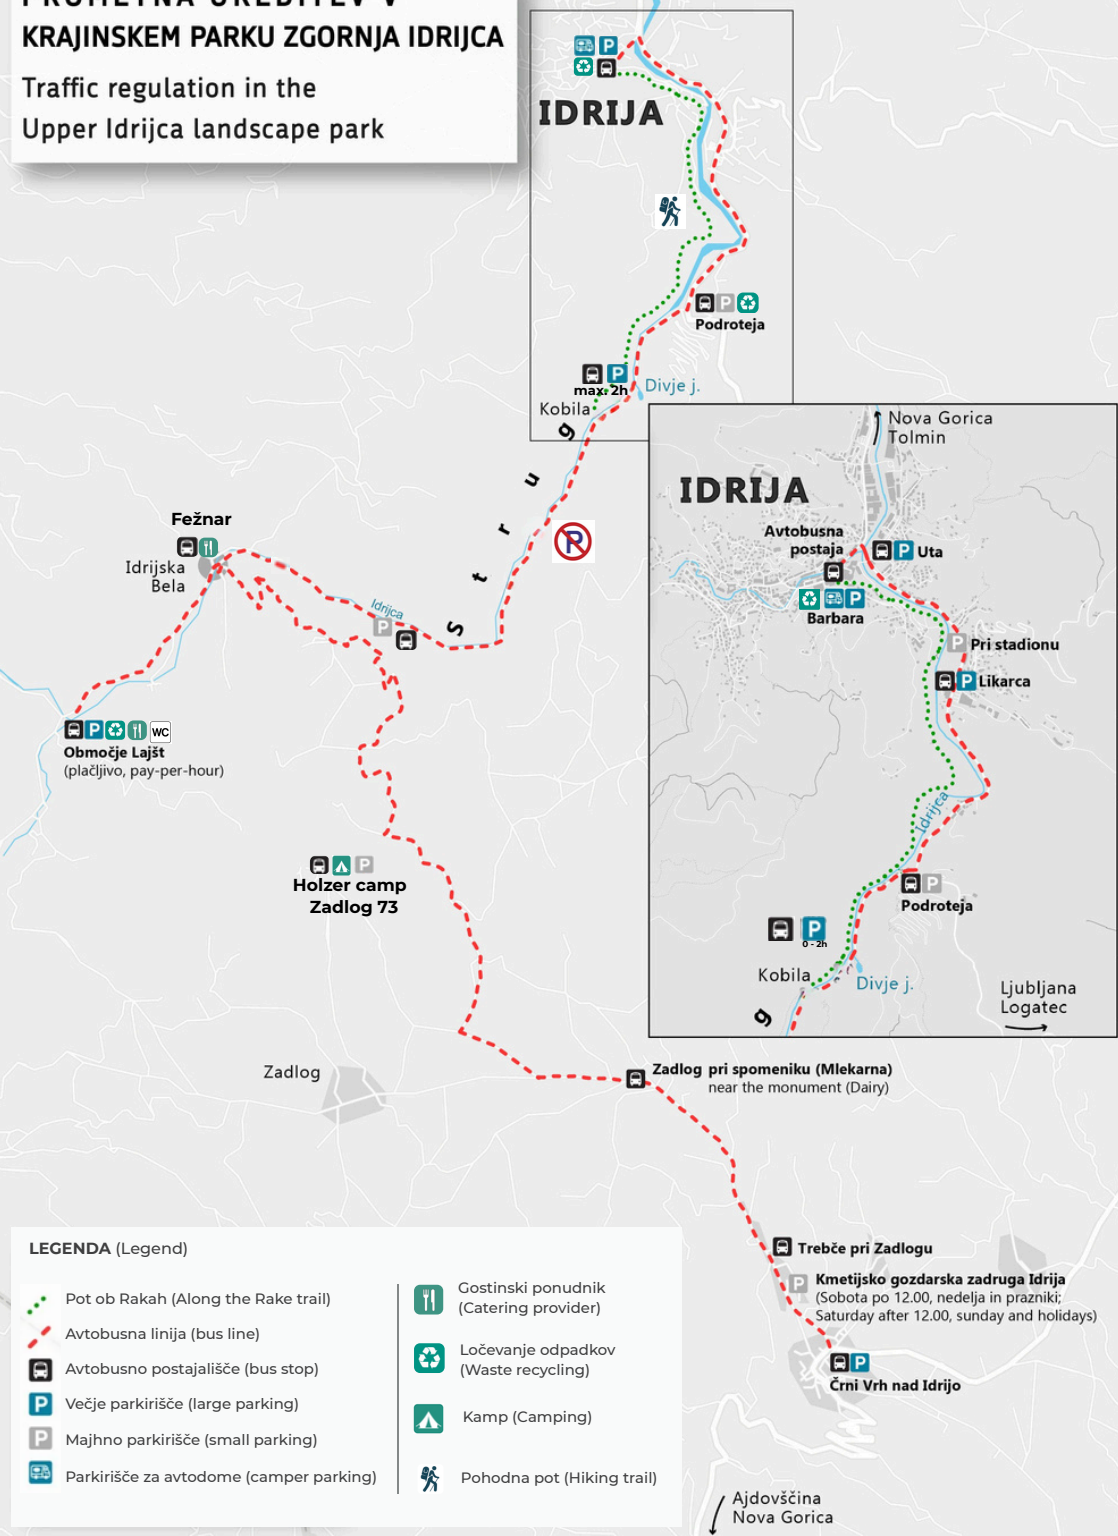 PROMETNA UREDITEV V
KRAJINSKEM PARKU ZGORNJA IDRIJCA
Traffic regulation in the
Upper Idrijca landscape park
P
IDRIJA
P
Podroteja
P
max. 2h
Divje j.
Kobila
Strug
P
Fežnar
Idrijska
Bela
Idrijca
P
P
WC
Območje Lajšt
(plačljivo, pay-per-hour)
P
Holzer camp
Zadlog 73
Zadlog
Zadlog pri spomeniku (Mlekarna)
near the monument (Dairy)
Trebče pri Zadlogu
P
Kmetijsko gozdarska zadruga Idrija
(Sobota po 12.00, nedelja in prazniki;
Saturday after 12.00, sunday and holidays)
P
Črni Vrh nad Idrijo
Ajdovščina
Nova Gorica
Nova Gorica
Tolmin
IDRIJA
Avtobusna
postaja
P
Uta
P
Barbara
P
Pri stadionu
P
Likarca
Idrijca
P
Podroteja
P
0 - 2h
Kobila
Divje j.
g
Ljubljana
Logatec
LEGENDA (Legend)
Pot ob Rakah (Along the Rake trail)
Avtobusna linija (bus line)
Avtobusno postajališče (bus stop)
P
Večje parkirišče (large parking)
P
Majhno parkirišče (small parking)
Parkirišče za avtodome (camper parking)
Gostinski ponudnik
(Catering provider)
Ločevanje odpadkov
(Waste recycling)
Kamp (Camping)
Pohodna pot (Hiking trail)